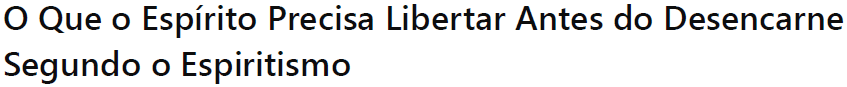 O Que o Espírito Precisa Libertar Antes do Desencarne
Segundo o Espiritismo